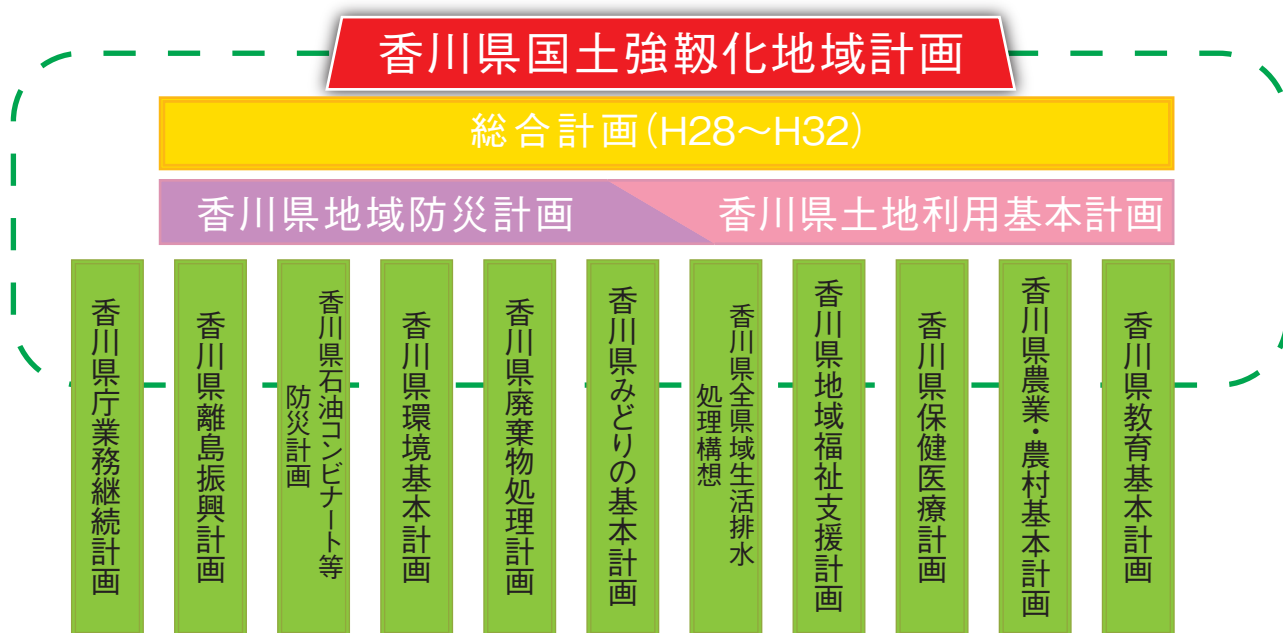 香川県国土強靱化地域計画
総合計画(H28～H32)
香川県地域防災計画
香川県土地利用基本計画
香川県庁業務継続計画
香川県離島振興計画
香川県石油コンビナート等
防災計画
香川県環境基本計画
香川県廃棄物処理計画
香川県みどりの基本計画
香川県全県域生活排水
処理構想
香川県地域福祉支援計画
香川県保健医療計画
香川県農業・農村基本計画
香川県教育基本計画